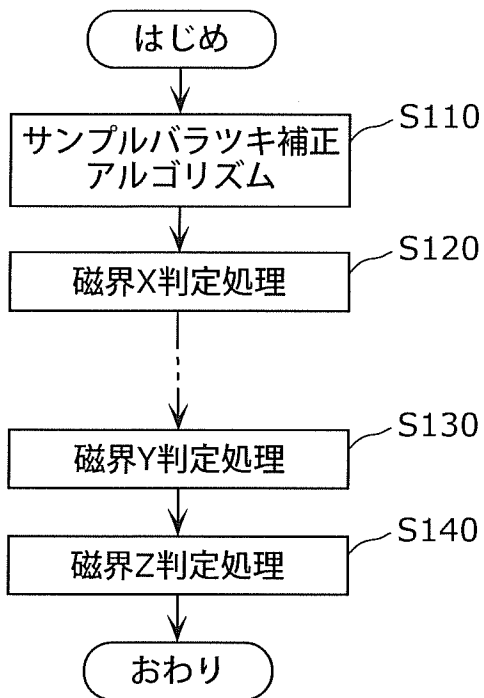 はじめ
サンプルバラツキ補正
アルゴリズム
S110
磁界X判定処理
S120
磁界Y判定処理
S130
磁界Z判定処理
S140
おわり